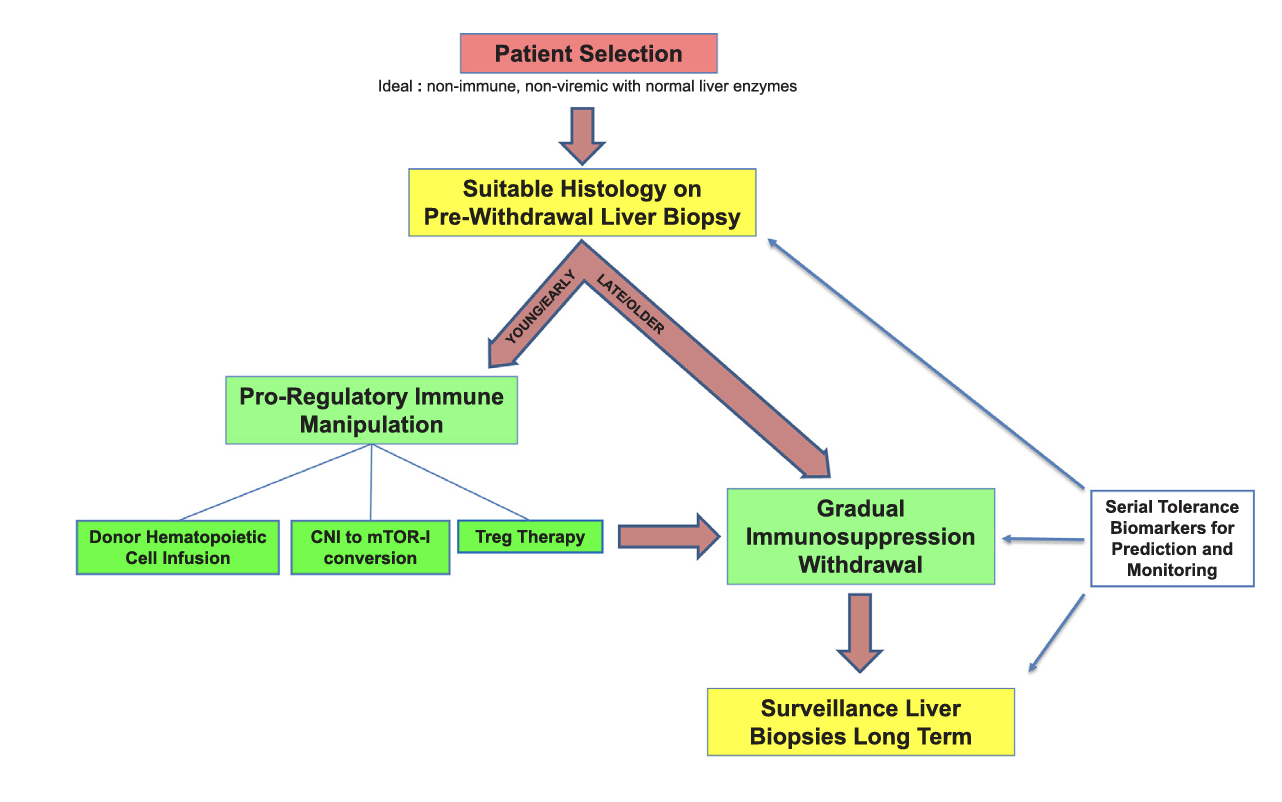 Patient Selection
Ideal : non-immune, non-viremic with normal liver enzymes
Suitable Histology on
Pre-Withdrawal Liver Biopsy
YOUNG/EARLY
LATE/OLDER
Pro-Regulatory Immune
Manipulation
Donor Hematopoietic
Cell Infusion
CNI to mTOR-I
conversion
Treg Therapy
Gradual
Immunosuppression
Withdrawal
Serial Tolerance
Biomarkers for
Prediction and
Monitoring
Surveillance Liver
Biopsies Long Term